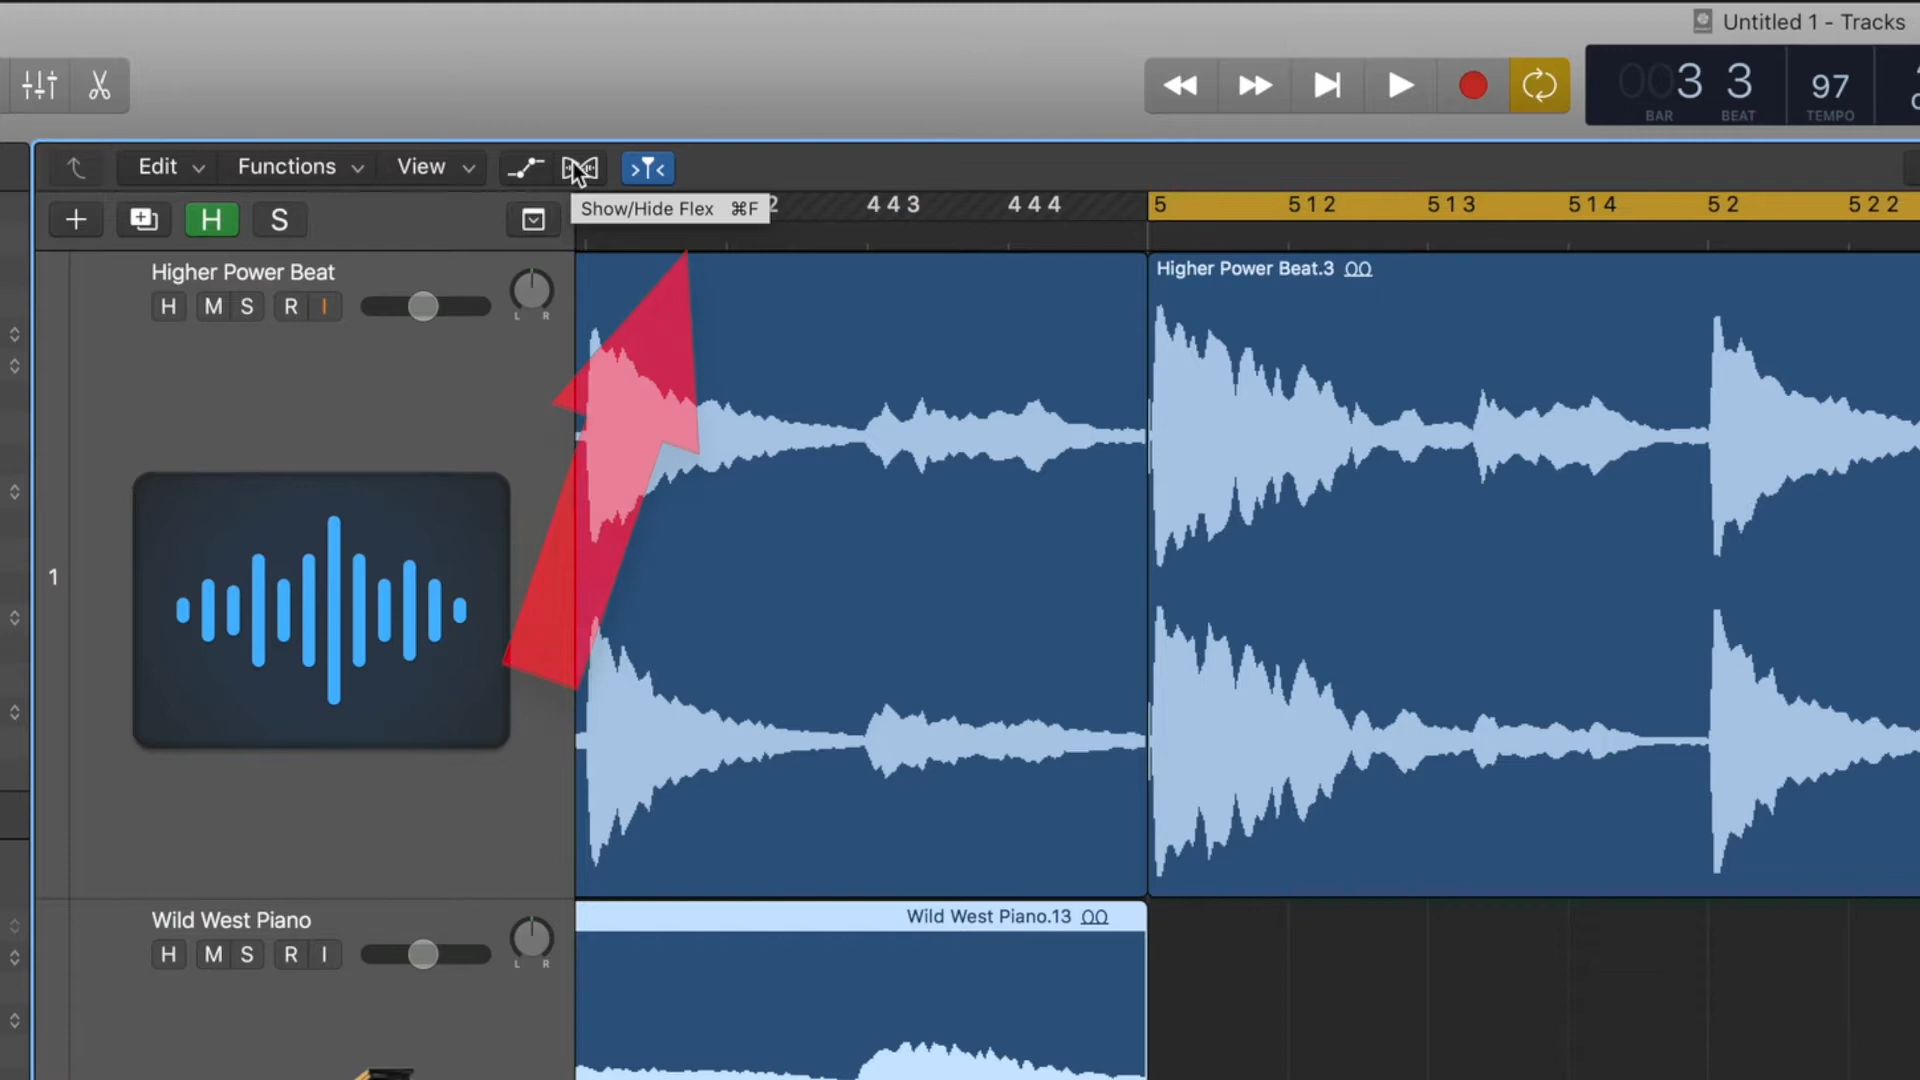 Untitled 1 - Tracks
003 3 97
BAR BEAT TEMPO
Edit Functions View
H S
Show/Hide Flex ⌘F
2 4 4 3 4 4 4 5 5 1 2 5 1 3 5 1 4 5 2 5 2 2
Higher Power Beat
H M S R I
L R
Higher Power Beat.3
1
Wild West Piano
H M S R I
L R
Wild West Piano.13